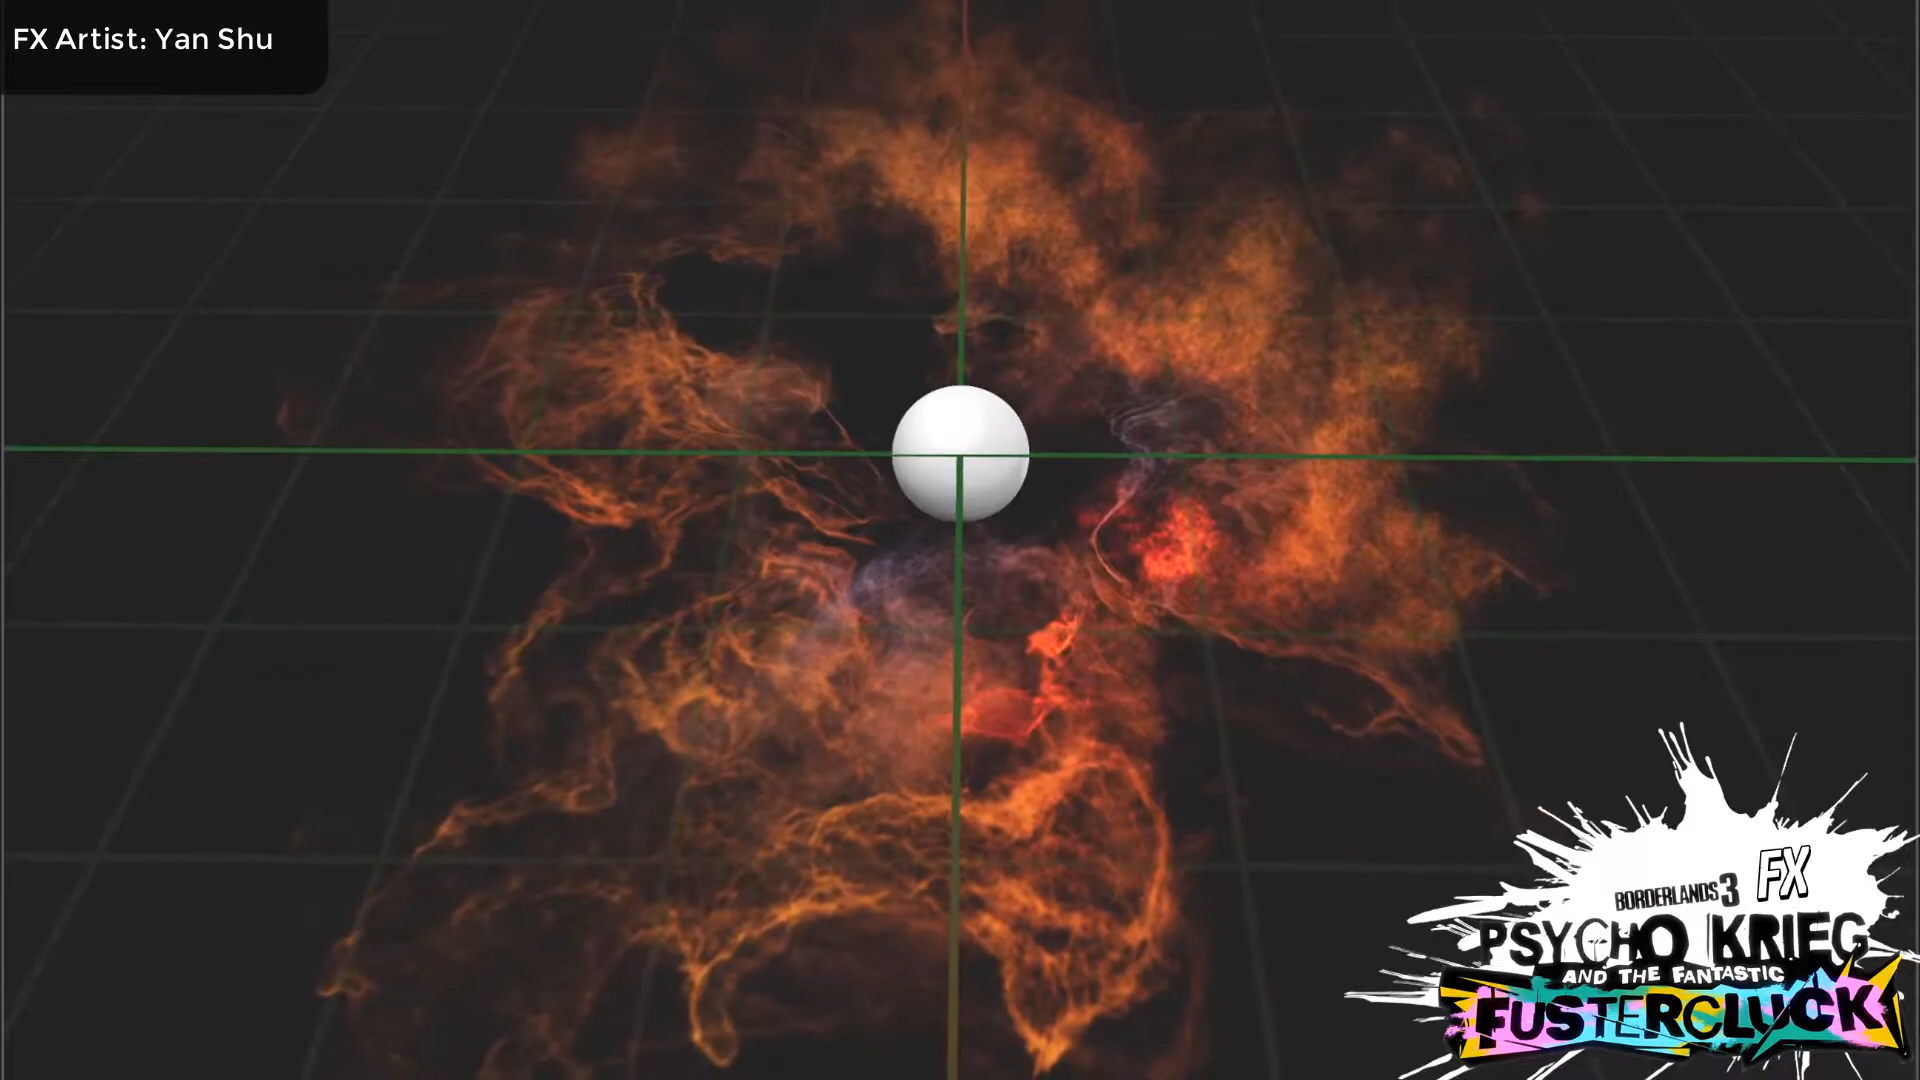 FX Artist: Yan Shu
BORDERLANDS 3 FX
PSYCHO KRIEG
AND THE FANTASTIC
FUSTERCLUCK